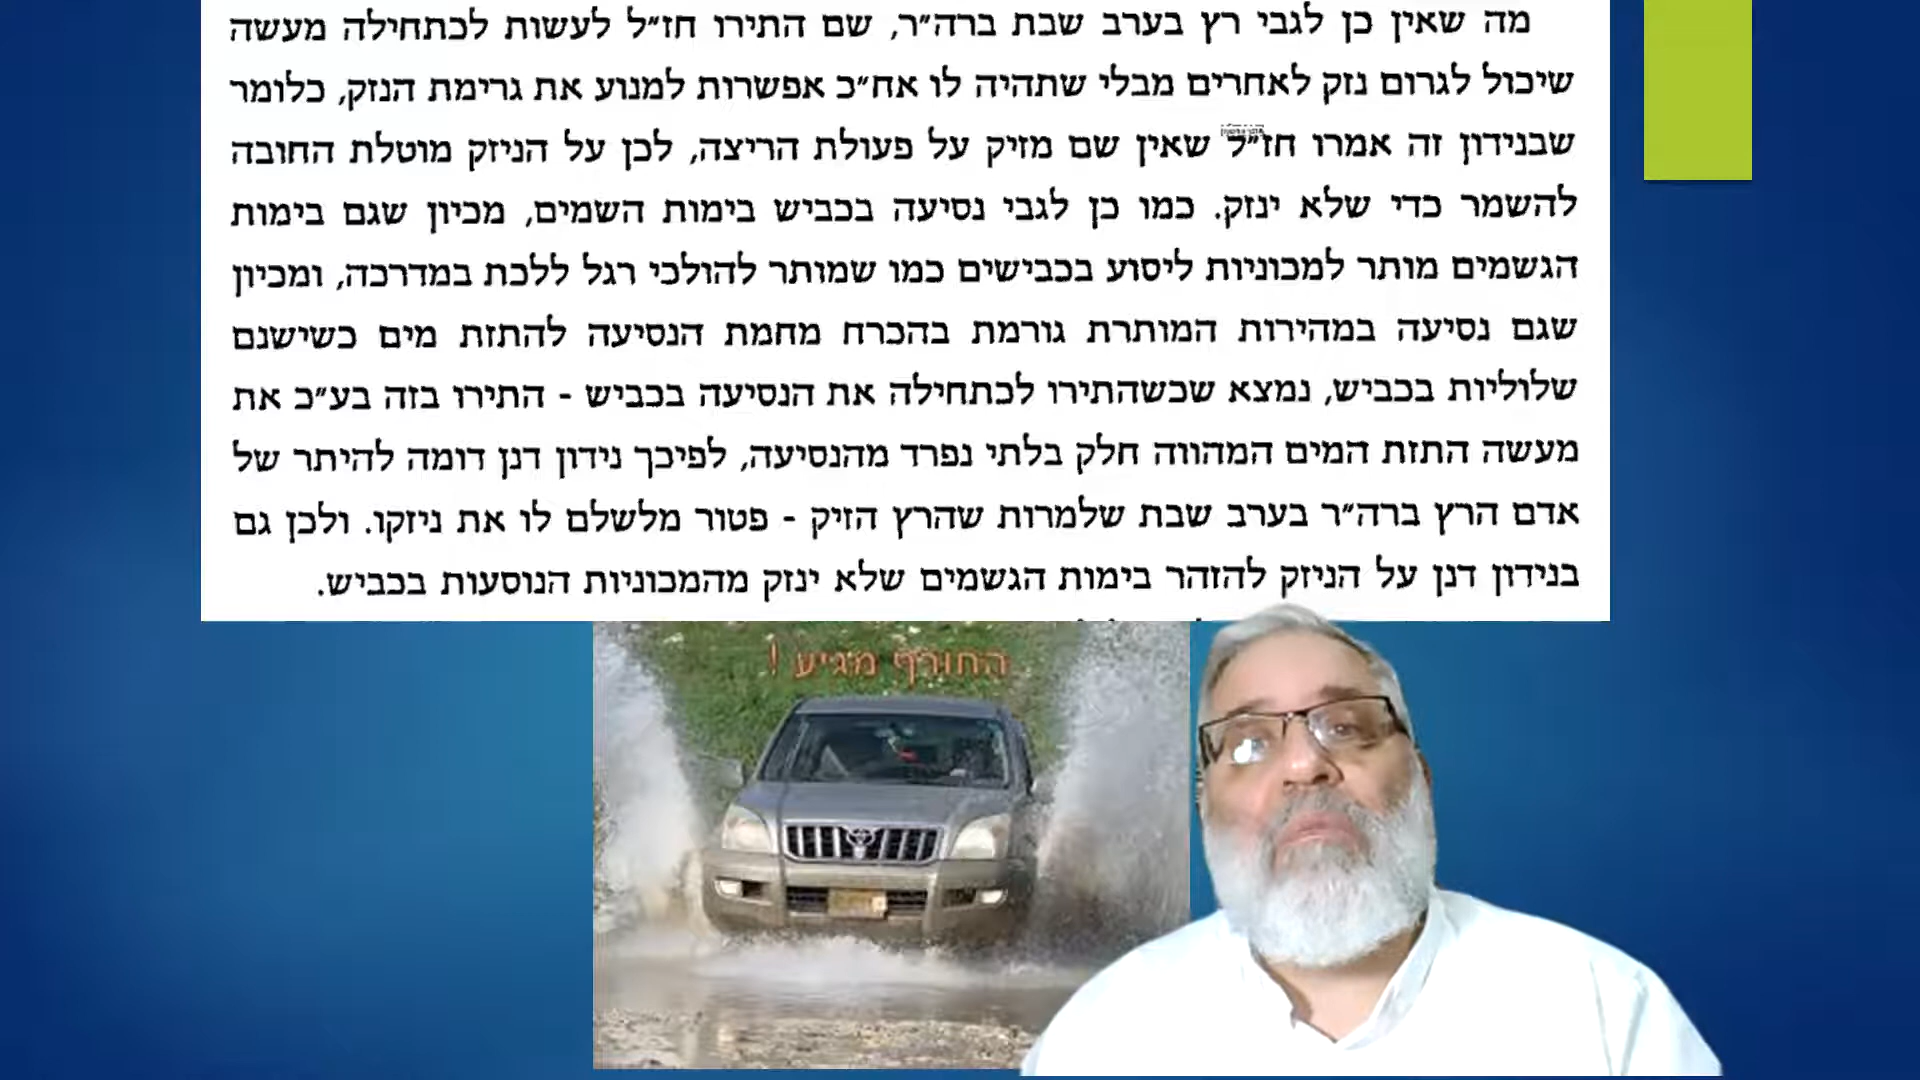 מה שאין כן לגבי רץ בערב שבת ברה״ר, שם התירו חז״ל לעשות לכתחילה מעשה
שיכול לגרום נזק לאחרים מבלי שתהיה לו אח״כ אפשרות למנוע את גרימת הנזק, כלומר
שבנידון זה אמרו חז״ל שאין שם מזיק על פעולת הריצה, לכן על הניזק מוטלת החובה
להשמר כדי שלא ינזק. כמו כן לגבי נסיעה בכביש בימות השמים, מכיון שגם בימות
הגשמים מותר למכוניות ליסוע בכבישים כמו שמותר להולכי רגל ללכת במדרכה, ומכיון
שגם נסיעה במהירות המותרת גורמת בהכרח מחמת הנסיעה להתזת מים כשישנם
שלוליות בכביש, נמצא שכשהתירו לכתחילה את הנסיעה בכביש - התירו בזה בע״כ את
מעשה התזת המים המהווה חלק בלתי נפרד מהנסיעה, לפיכך נידון דנן דומה להיתר של
אדם הרץ ברה״ר בערב שבת שלמרות שהרץ הזיק - פטור מלשלם לו את ניזקו. ולכן גם
בנידון דנן על הניזק להזהר בימות הגשמים שלא ינזק מהמכוניות הנוסעות בכביש.
החורף מגיע !